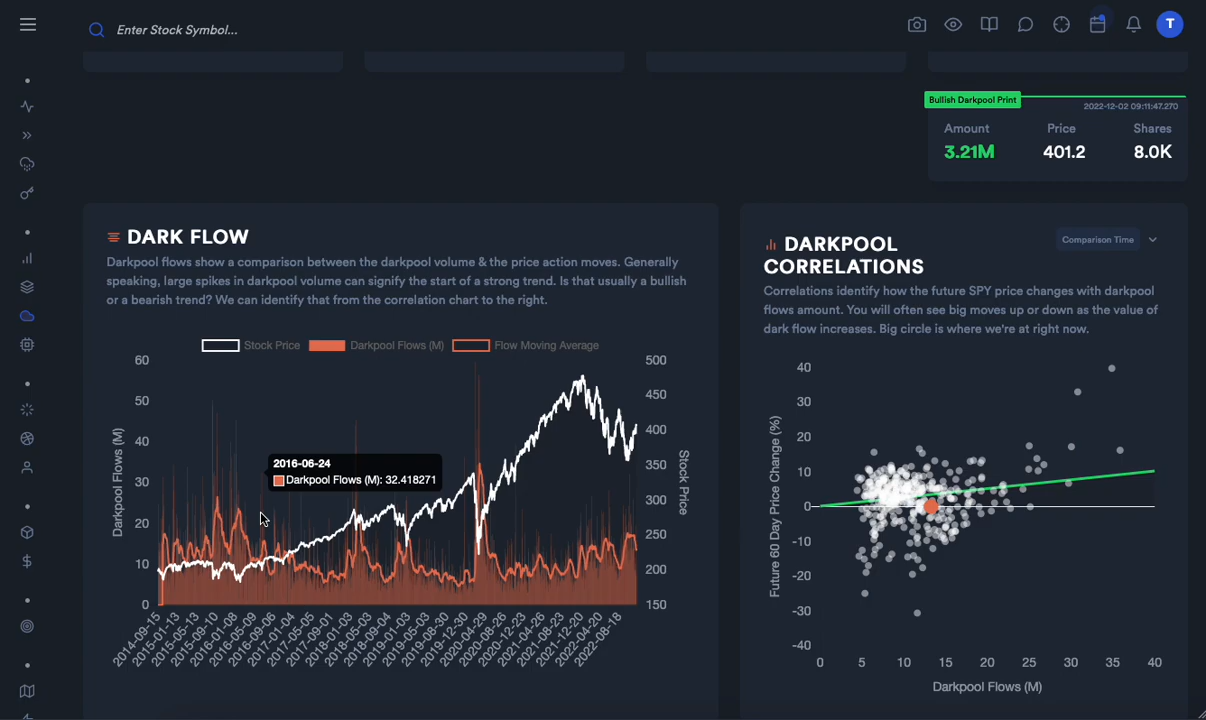 Enter Stock Symbol...
T
Bullish Darkpool Print
2022-12-02 09:11:47.270
Amount Price Shares
3.21M 401.2 8.0K
DARK FLOW
Darkpool flows show a comparison between the darkpool volume & the price action moves. Generally
speaking, large spikes in darkpool volume can signify the start of a strong trend. Is that usually a bullish
or a bearish trend? We can identify that from the correlation chart to the right.
Stock Price Darkpool Flows (M) Flow Moving Average
60
50
40
30
20
10
0
Darkpool Flows (M)
2016-06-24
Darkpool Flows (M): 32.418271
500
450
400
350
300
250
200
150
Stock Price
2014-09-15
2015-01-13
2015-05-13
2015-09-10
2016-01-08
2016-05-09
2016-09-06
2017-01-04
2017-05-05
2017-09-01
2018-01-03
2018-05-03
2018-09-04
2019-01-03
2019-05-03
2019-08-30
2019-12-30
2020-04-29
2020-08-26
2020-12-23
2021-04-26
2021-08-23
2021-12-20
2022-04-20
2022-08-18
DARKPOOL
CORRELATIONS
Comparison Time
Correlations identify how the future SPY price changes with darkpool
flows amount. You will often see big moves up or down as the value of
dark flow increases. Big circle is where we're at right now.
40
30
20
10
0
-10
-20
-30
-40
Future 60 Day Price Change (%)
0 5 10 15 20 25 30 35 40
Darkpool Flows (M)